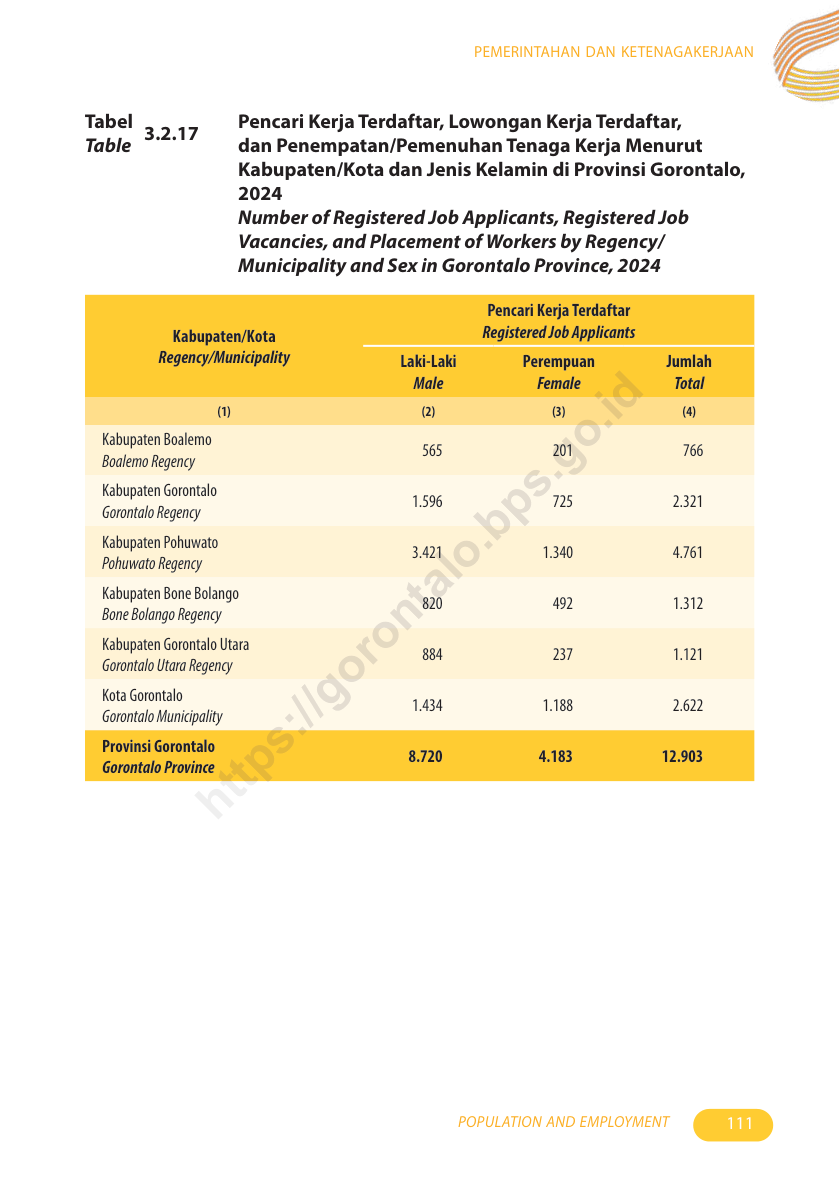 PEMERINTAHAN DAN KETENAGAKERJAAN
Tabel
Table
3.2.17
Pencari Kerja Terdaftar, Lowongan Kerja Terdaftar,
dan Penempatan/Pemenuhan Tenaga Kerja Menurut
Kabupaten/Kota dan Jenis Kelamin di Provinsi Gorontalo,
2024
Number of Registered Job Applicants, Registered Job
Vacancies, and Placement of Workers by Regency/
Municipality and Sex in Gorontalo Province, 2024
Kabupaten/Kota
Regency/Municipality
Pencari Kerja Terdaftar
Registered Job Applicants
Laki-Laki Perempuan Jumlah
Male Female Total
(1) (2) (3) (4)
Kabupaten Boalemo
Boalemo Regency
565 201 766
Kabupaten Gorontalo
Gorontalo Regency
1.596 725 2.321
Kabupaten Pohuwato
Pohuwato Regency
3.421 1.340 4.761
Kabupaten Bone Bolango
Bone Bolango Regency
820 492 1.312
Kabupaten Gorontalo Utara
Gorontalo Utara Regency
884 237 1.121
Kota Gorontalo
Gorontalo Municipality
1.434 1.188 2.622
Provinsi Gorontalo
Gorontalo Province
8.720 4.183 12.903
https://gorontalo.bps.go.id
POPULATION AND EMPLOYMENT 111